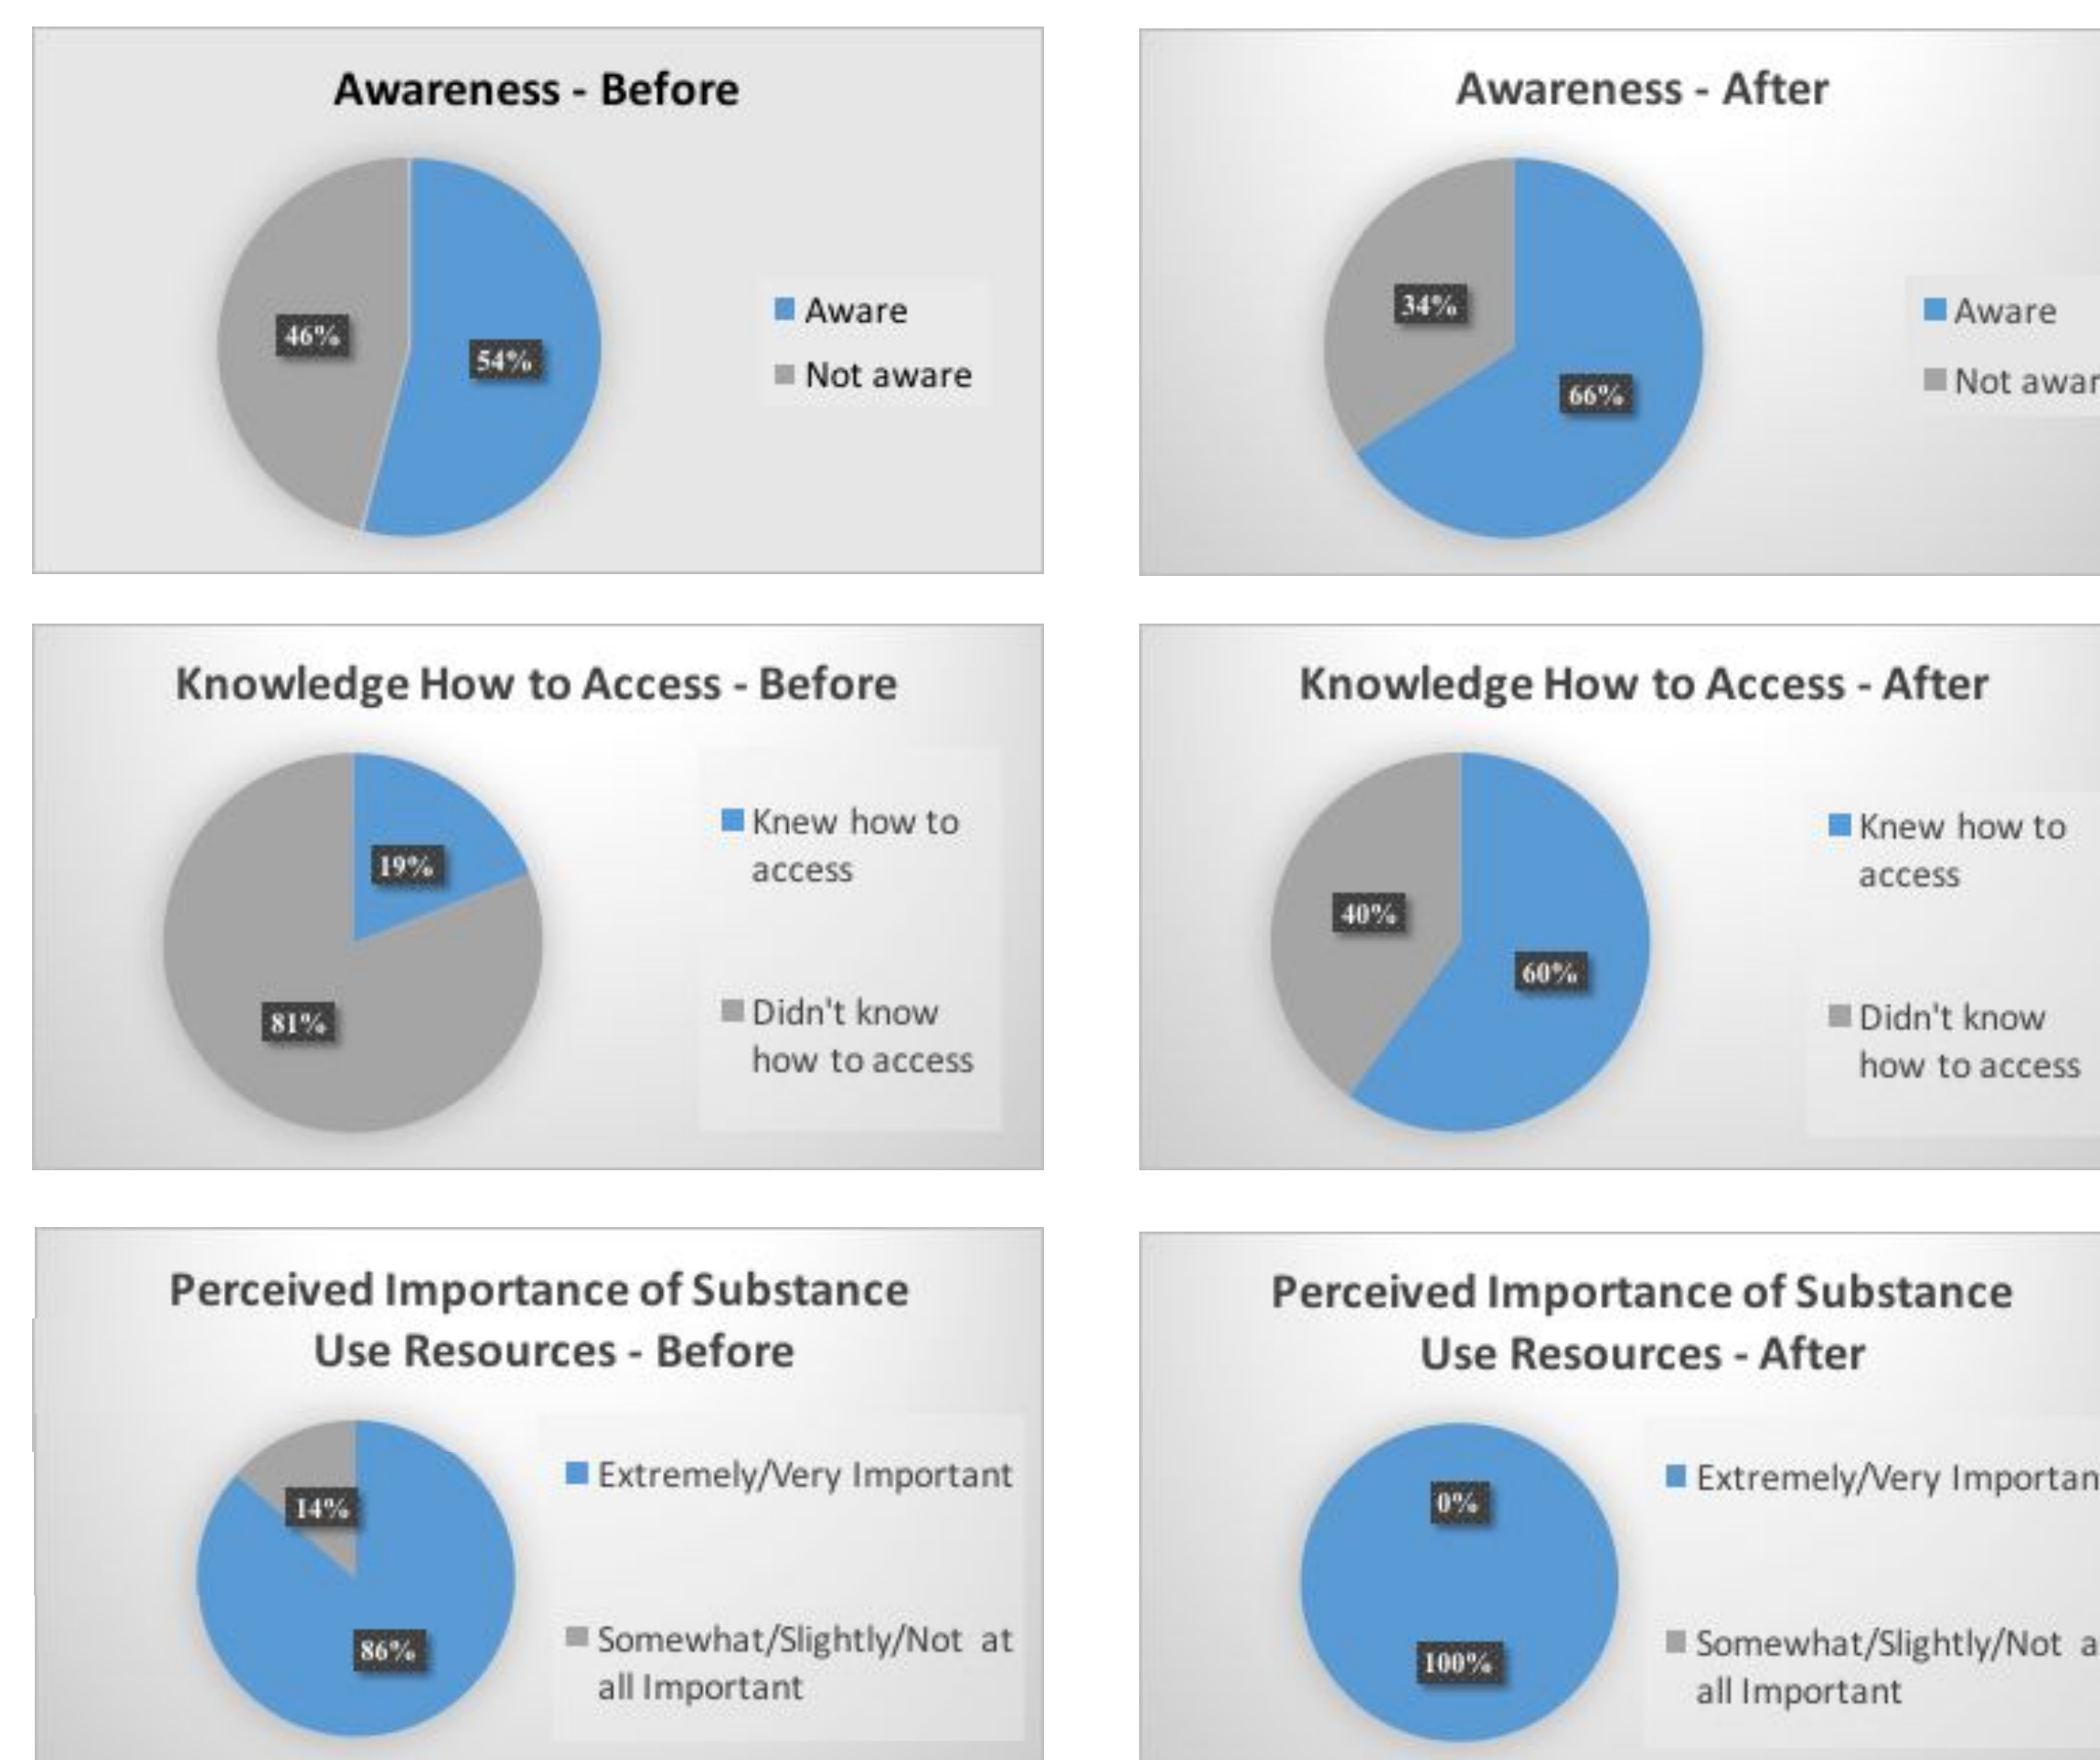 Awareness - Before
46%
54%
Aware
Not aware
Awareness - After
34%
66%
Aware
Not awar
Knowledge How to Access - Before
19%
81%
Knew how to
access
Didn't know
how to access
Knowledge How to Access - After
40%
60%
Knew how to
access
Didn't know
how to access
Perceived Importance of Substance
Use Resources - Before
14%
86%
Extremely/Very Important
Somewhat/Slightly/Not at
all Important
Perceived Importance of Substance
Use Resources - After
0%
100%
Extremely/Very Importan
Somewhat/Slightly/Not a
all Important